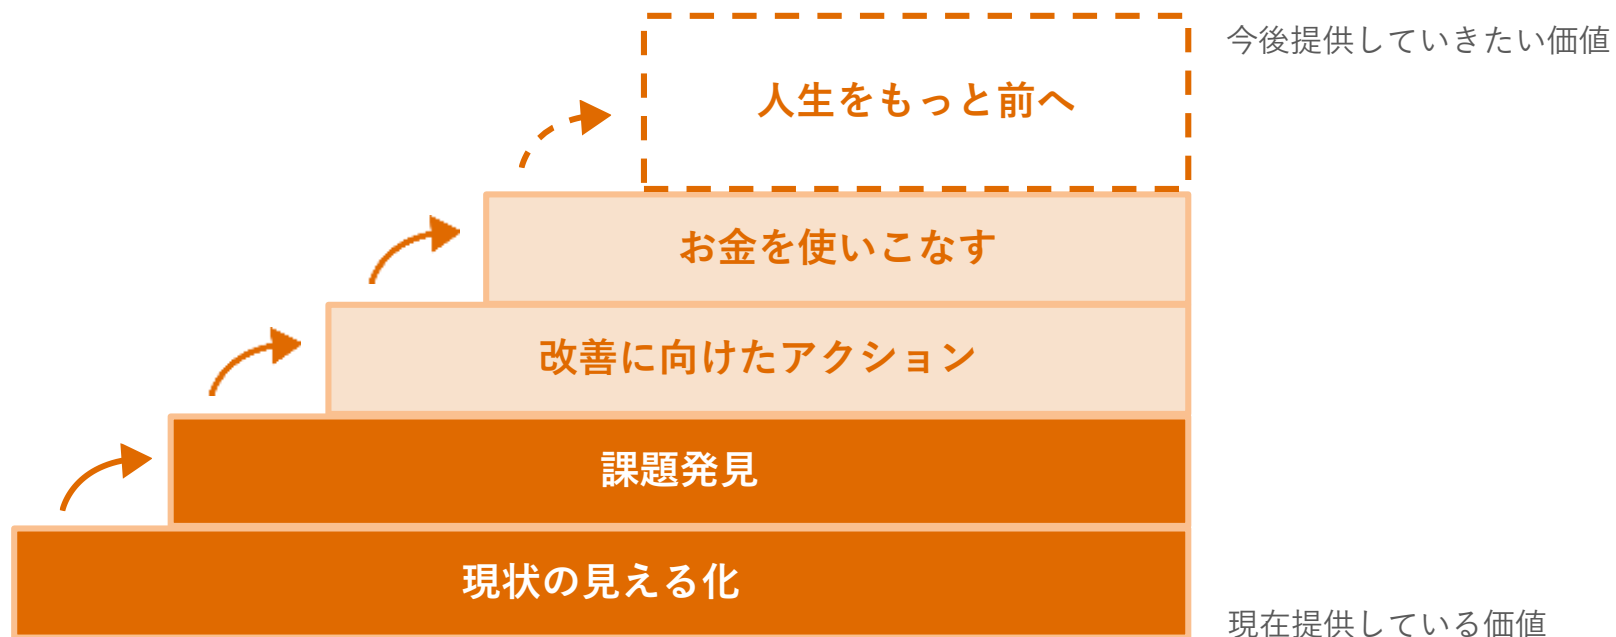 今後提供していきたい価値
人生をもっと前へ
お金を使いこなす
改善に向けたアクション
課題発見
現状の見える化
現在提供している価値